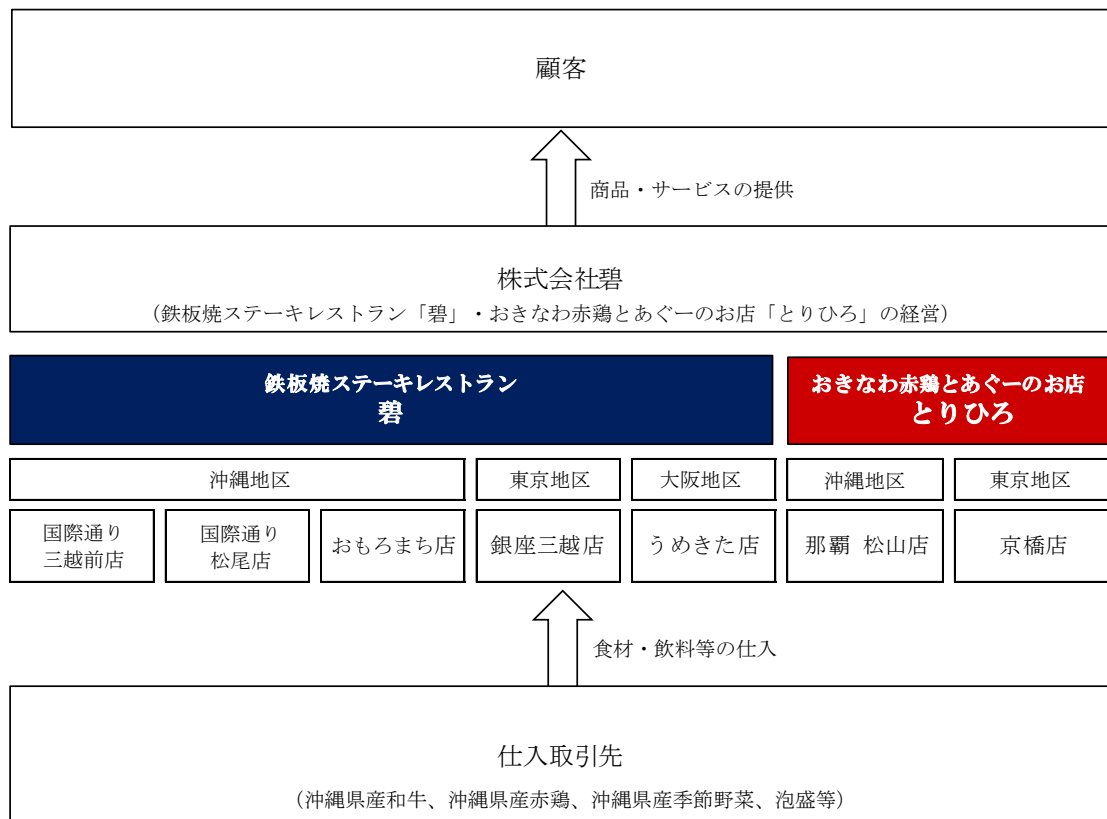 顧客
商品・サービスの提供
株式会社碧
（鉄板焼ステーキレストラン「碧」・おきなわ赤鶏とあぐーのお店「とりひろ」の経営）
鉄板焼ステーキレストラン
碧
おきなわ赤鶏とあぐーのお店
とりひろ
沖縄地区
東京地区
大阪地区
沖縄地区
東京地区
国際通り
三越前店
国際通り
松尾店
おもろまち店
銀座三越店
うめきた店
那覇 松山店
京橋店
食材・飲料等の仕入
仕入取引先
（沖縄県産和牛、沖縄県産赤鶏、沖縄県産季節野菜、泡盛等）